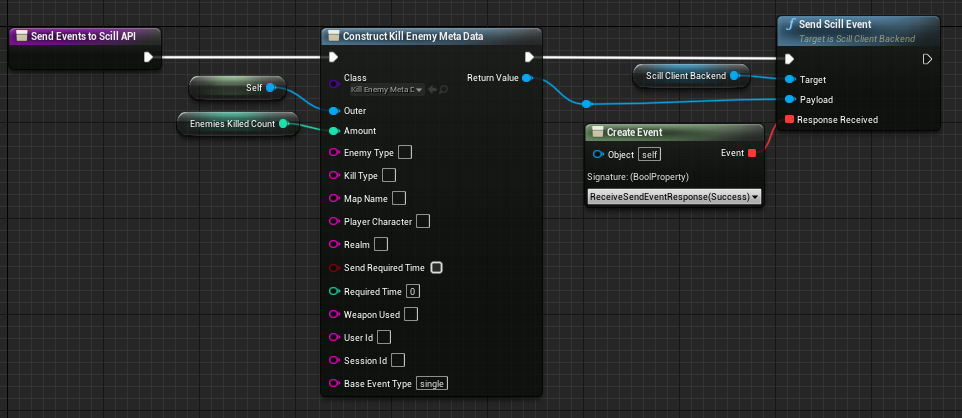 Send Events to Scill API
Construct Kill Enemy Meta Data
Class
Kill Enemy Meta D
Return Value
Self
Outer
Enemies Killed Count
Amount
Enemy Type
Kill Type
Map Name
Player Character
Realm
Send Required Time
Required Time 0
Weapon Used
User Id
Session Id
Base Event Type single
Scill Client Backend
Create Event
Object self
Event
Signature: (BoolProperty)
ReceiveSendEventResponse(Success)
Send Scill Event
Target is Scill Client Backend
Target
Payload
Response Received